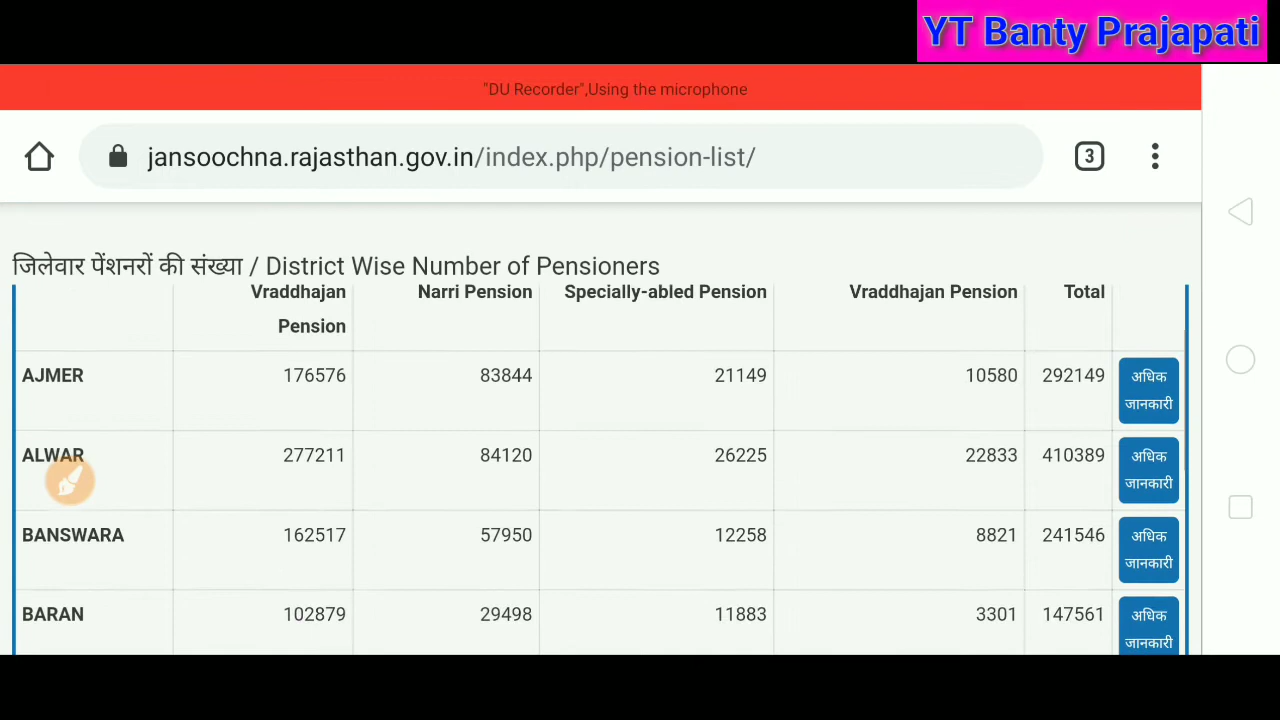 YT Banty Prajapati
"DU Recorder",Using the microphone
jansoochna.rajasthan.gov.in/index.php/pension-list/
3
जिलेवार पेंशनरों की संख्या / District Wise Number of Pensioners
Vraddhajan Pension Narri Pension Specially-abled Pension Vraddhajan Pension Total
AJMER 176576 83844 21149 10580 292149 अधिक जानकारी
ALWAR 277211 84120 26225 22833 410389 अधिक जानकारी
BANSWARA 162517 57950 12258 8821 241546 अधिक जानकारी
BARAN 102879 29498 11883 3301 147561 अधिक जानकारी